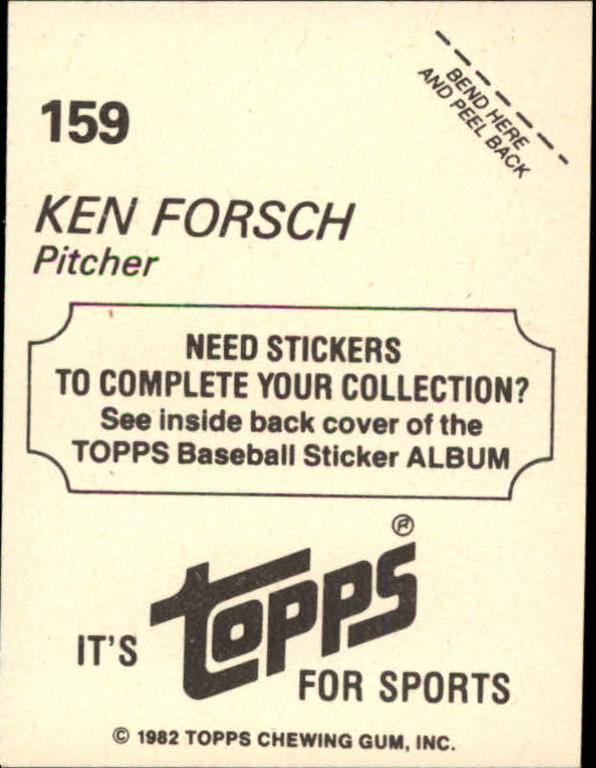 BEND HERE
AND PEEL BACK
159
KEN FORSCH
Pitcher
NEED STICKERS
TO COMPLETE YOUR COLLECTION?
See inside back cover of the
TOPPS Baseball Sticker ALBUM
IT'S topps®
FOR SPORTS
© 1982 TOPPS CHEWING GUM, INC.